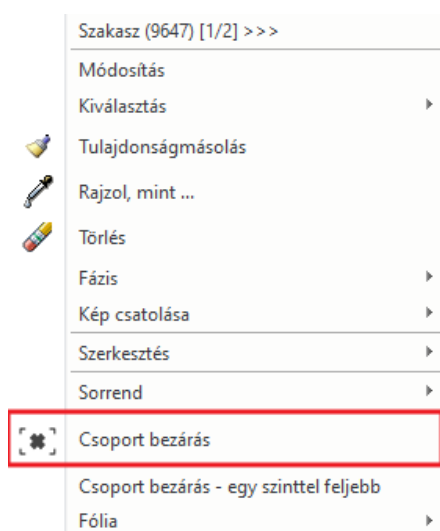 Szakasz (9647) [1/2] >>>
Módosítás
Kiválasztás
Tulajdonságmásolás
Rajzol, mint ...
Törlés
Fázis
Kép csatolása
Szerkesztés
Sorrend
Csoport bezárás
Csoport bezárás - egy szinttel feljebb
Fólia